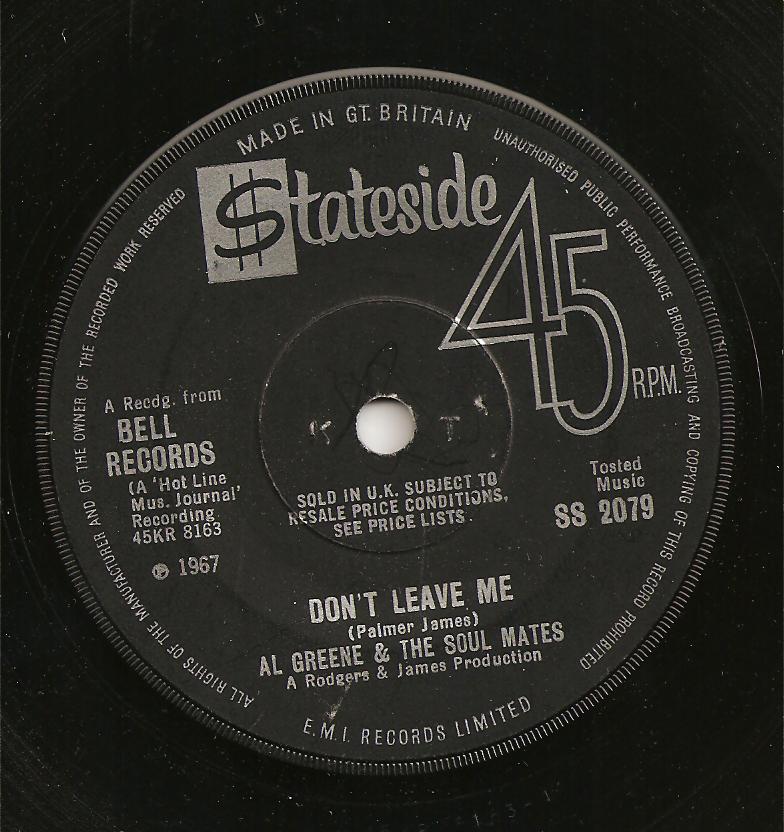 MADE IN GT. BRITAIN
UNAUTHORISED PUBLIC PERFORMANCE BROADCASTING AND COPYING OF THIS RECORD PROHIBITED
ALL RIGHTS OF THE MANUFACTURER AND OF THE OWNER OF THE RECORDED WORK RESERVED
$tateside
45
R.P.M.
A Recdg. from
BELL
RECORDS
(A 'Hot Line
Mus. Journal'
Recording
45KR 8163
℗ 1967
K T
SOLD IN U.K. SUBJECT TO
RESALE PRICE CONDITIONS,
SEE PRICE LISTS
Tosted
Music
SS 2079
DON'T LEAVE ME
(Palmer James)
AL GREENE & THE SOUL MATES
A Rodgers & James Production
E.M.I. RECORDS LIMITED